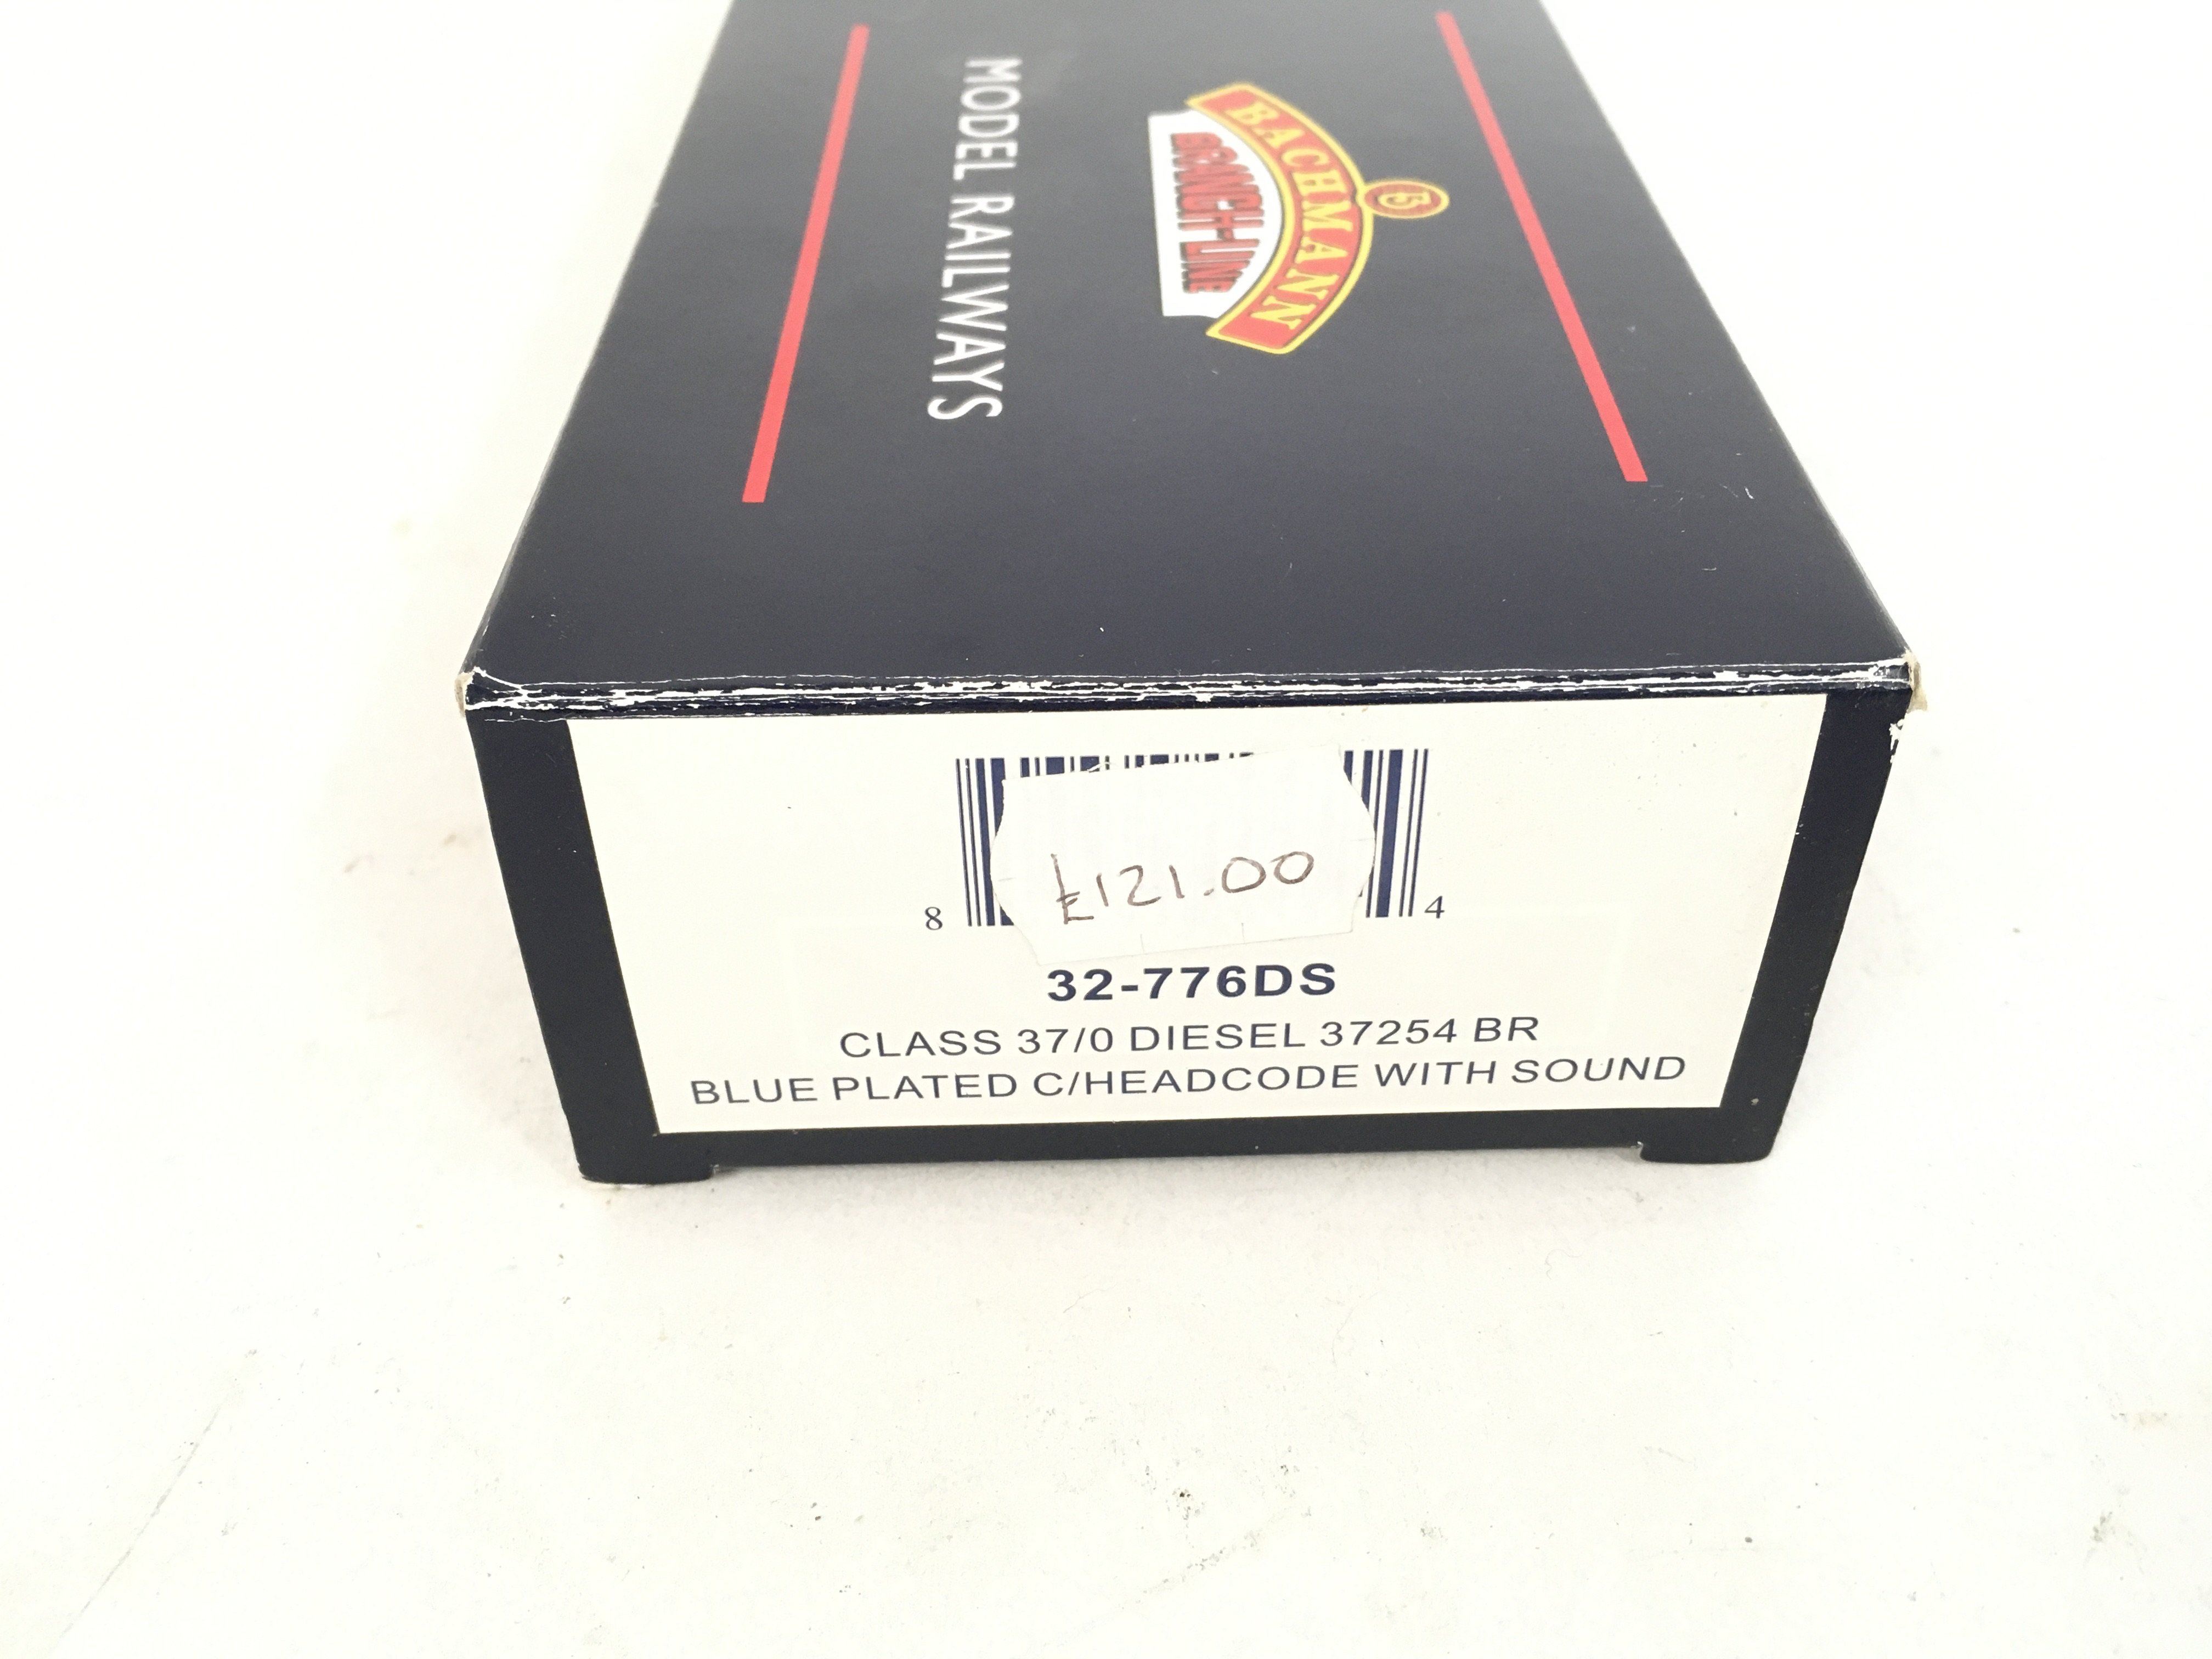 BACHMANN
BRANCH-LINE
MODEL RAILWAYS
£121.00
8 4
32-776DS
CLASS 37/0 DIESEL 37254 BR
BLUE PLATED C/HEADCODE WITH SOUND